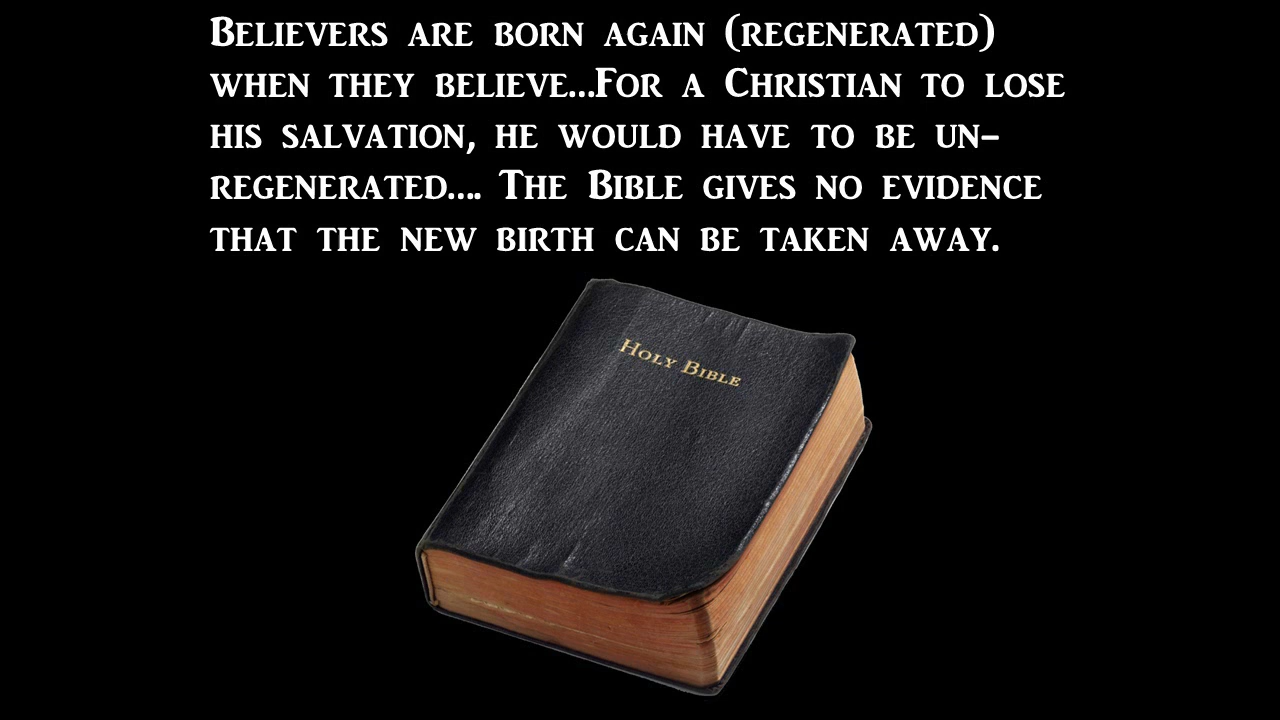 Believers are born again (regenerated)
when they believe...For a Christian to lose
his salvation, he would have to be un-
regenerated.... The Bible gives no evidence
that the new birth can be taken away.
Holy Bible